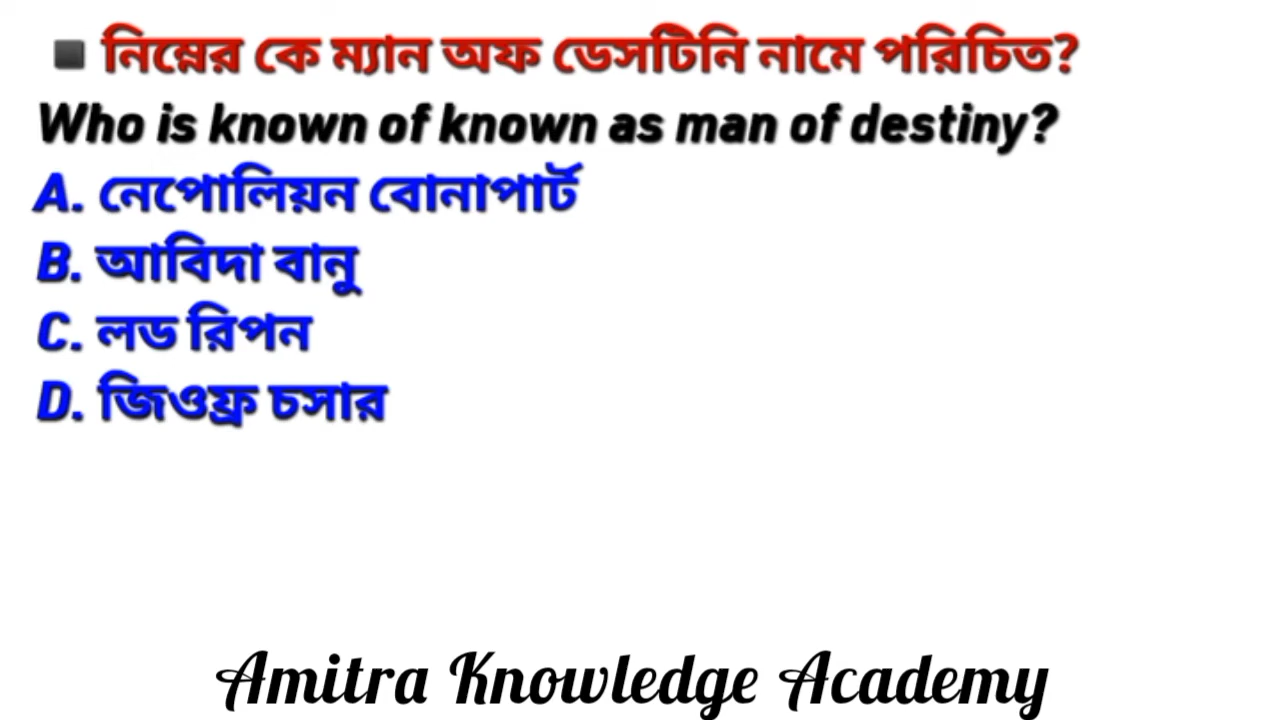 ▪ নিম্নের কে ম্যান অফ ডেসটিনি নামে পরিচিত?
Who is known of known as man of destiny?
A. নেপোলিয়ন বোনাপার্ট
B. আবিদা বানু
C. লড রিপন
D. জিওফ্র চসার
Amitra Knowledge Academy